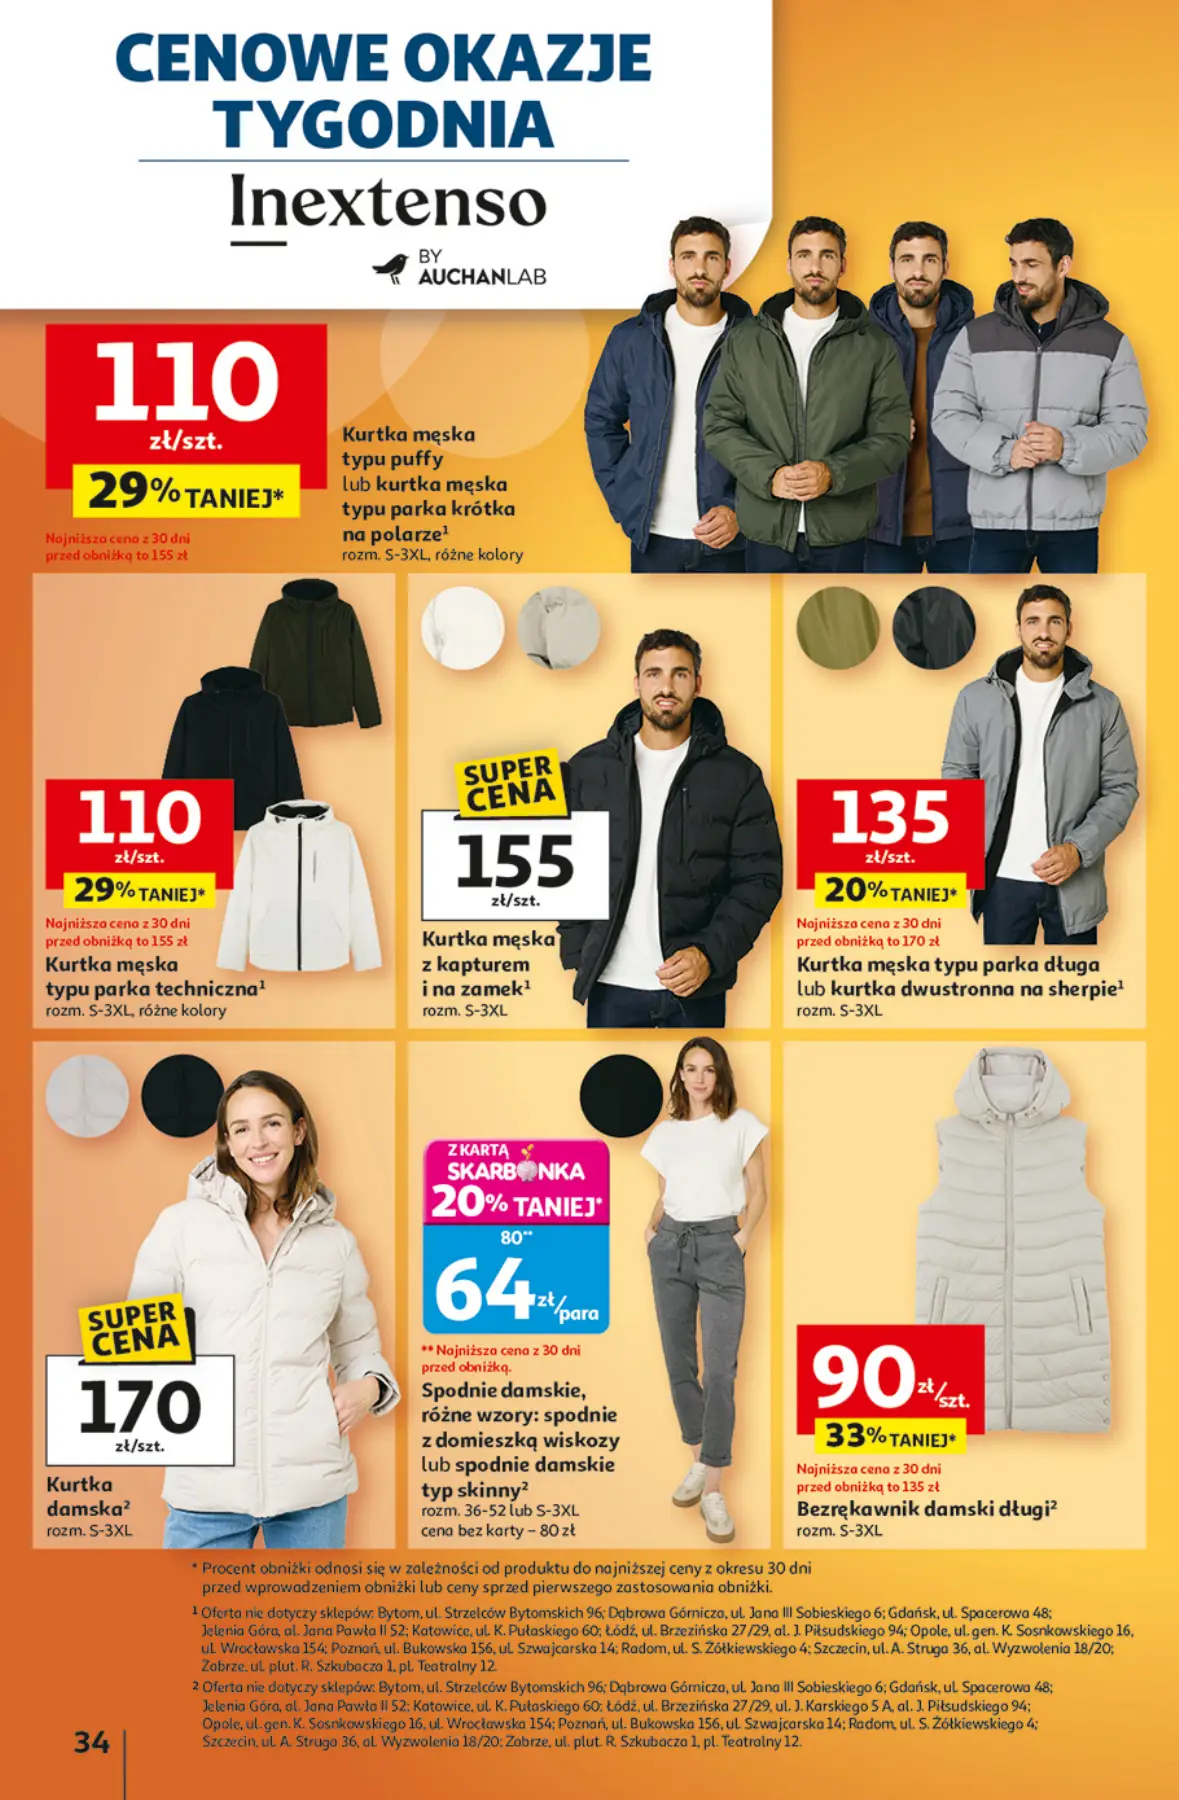 CENOWE OKAZJE
TYGODNIA
Inextenso
BY
AUCHANLAB
110
zł/szt.
29% TANIEJ*
Najniższa cena z 30 dni
przed obniżką to 155 zł
Kurtka męska
typu puffy
lub kurtka męska
typu parka krótka
na polarze¹
rozm. S-3XL, różne kolory
110
zł/szt.
29% TANIEJ*
Najniższa cena z 30 dni
przed obniżką to 155 zł
Kurtka męska
typu parka techniczna¹
rozm. S-3XL, różne kolory
SUPER
CENA
155
zł/szt.
Kurtka męska
z kapturem
i na zamek¹
rozm. S-3XL
135
zł/szt.
20% TANIEJ*
Najniższa cena z 30 dni
przed obniżką to 170 zł
Kurtka męska typu parka długa
lub kurtka dwustronna na sherpie¹
rozm. S-3XL
SUPER
CENA
170
zł/szt.
Kurtka
damska²
rozm. S-3XL
Z KARTĄ
SKARBONKA
20% TANIEJ*
80**
64 zł/para
** Najniższa cena z 30 dni
przed obniżką.
Spodnie damskie,
różne wzory: spodnie
z domieszką wiskozy
lub spodnie damskie
typ skinny²
rozm. 36-52 lub S-3XL
cena bez karty – 80 zł
90 zł/szt.
33% TANIEJ*
Najniższa cena z 30 dni
przed obniżką to 135 zł
Bezrękawnik damski długi²
rozm. S-3XL
* Procent obniżki odnosi się w zależności od produktu do najniższej ceny z okresu 30 dni
przed wprowadzeniem obniżki lub ceny sprzed pierwszego zastosowania obniżki.
¹ Oferta nie dotyczy sklepów: Bytom, ul. Strzelców Bytomskich 96; Dąbrowa Górnicza, ul. Jana III Sobieskiego 6; Gdańsk, ul. Spacerowa 48;
Jelenia Góra, al. Jana Pawła II 52; Katowice, ul. K. Pułaskiego 60; Łódź, ul. Brzezińska 27/29, al. J. Piłsudskiego 94; Opole, ul. gen. K. Sosnkowskiego 16,
ul. Wrocławska 154; Poznań, ul. Bukowska 156, ul. Szwajcarska 14; Radom, ul. S. Żółkiewskiego 4; Szczecin, ul. A. Struga 36, al. Wyzwolenia 18/20;
Zabrze, ul. plut. R. Szkubacza 1, pl. Teatralny 12.
² Oferta nie dotyczy sklepów: Bytom, ul. Strzelców Bytomskich 96; Dąbrowa Górnicza, ul. Jana III Sobieskiego 6; Gdańsk, ul. Spacerowa 48;
Jelenia Góra, al. Jana Pawła II 52; Katowice, ul. K. Pułaskiego 60; Łódź, ul. Brzezińska 27/29, ul. J. Karskiego 5 A, al. J. Piłsudskiego 94;
Opole, ul. gen. K. Sosnkowskiego 16, ul. Wrocławska 154; Poznań, ul. Bukowska 156, ul. Szwajcarska 14; Radom, ul. S. Żółkiewskiego 4;
Szczecin, ul. A. Struga 36, al. Wyzwolenia 18/20; Zabrze, ul. plut. R. Szkubacza 1, pl. Teatralny 12.
34